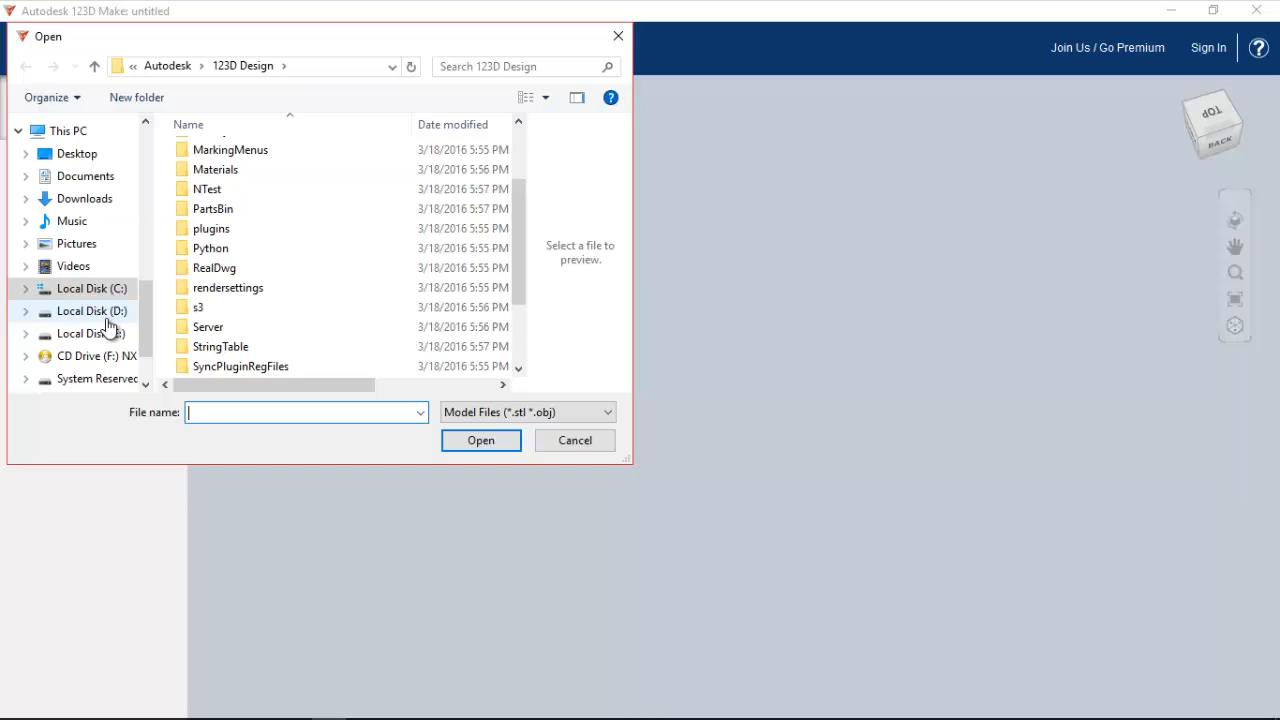 Autodesk 123D Make: untitled
Open
Join Us / Go Premium
Sign In
?
« Autodesk > 123D Design >
Search 123D Design
Organize
New folder
?
TOP
BACK
Name
Date modified
This PC
Desktop
Documents
Downloads
Music
Pictures
Videos
Local Disk (C:)
Local Disk (D:)
Local Dis
CD Drive (F:) NX
System Reserved
MarkingMenus 3/18/2016 5:55 PM
Materials 3/18/2016 5:56 PM
NTest 3/18/2016 5:57 PM
PartsBin 3/18/2016 5:57 PM
plugins 3/18/2016 5:55 PM
Python 3/18/2016 5:55 PM
RealDwg 3/18/2016 5:55 PM
rendersettings 3/18/2016 5:55 PM
s3 3/18/2016 5:56 PM
Server 3/18/2016 5:56 PM
StringTable 3/18/2016 5:57 PM
SyncPluginRegFiles 3/18/2016 5:55 PM
Select a file to
preview.
File name:
Model Files (*.stl *.obj)
Open
Cancel